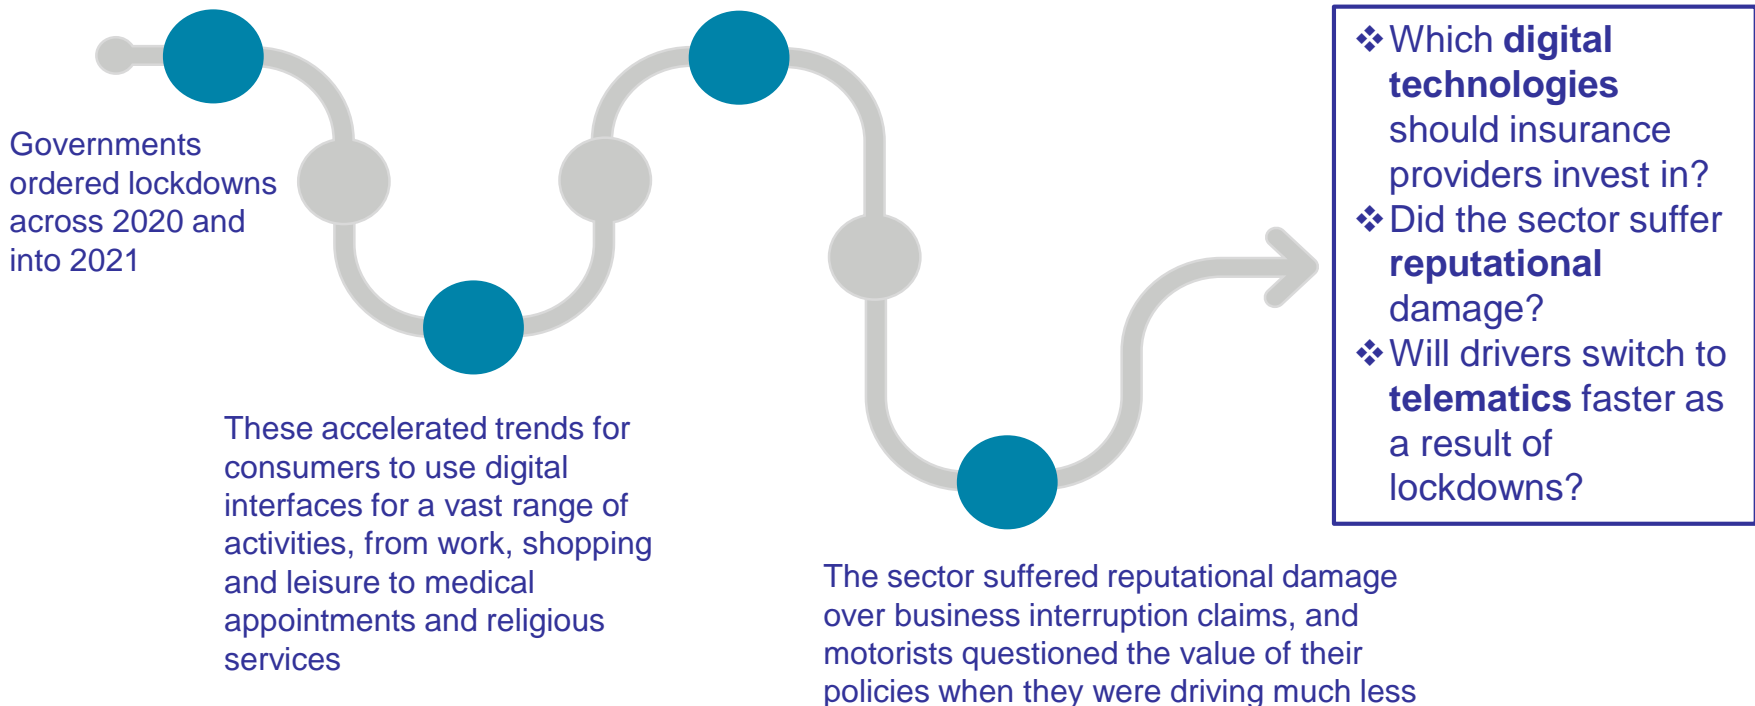 Governments
ordered lockdowns
across 2020 and
into 2021
These accelerated trends for
consumers to use digital
interfaces for a vast range of
activities, from work, shopping
and leisure to medical
appointments and religious
services
The sector suffered reputational damage
over business interruption claims, and
motorists questioned the value of their
policies when they were driving much less
❖ Which digital
technologies
should insurance
providers invest in?
❖ Did the sector suffer
reputational
damage?
❖ Will drivers switch to
telematics faster as
a result of
lockdowns?